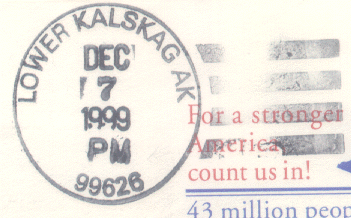 LOWER KALSKAG AK
DEC
7
1999
PM
99626
For a stronger
America,
count us in!
43 million peop